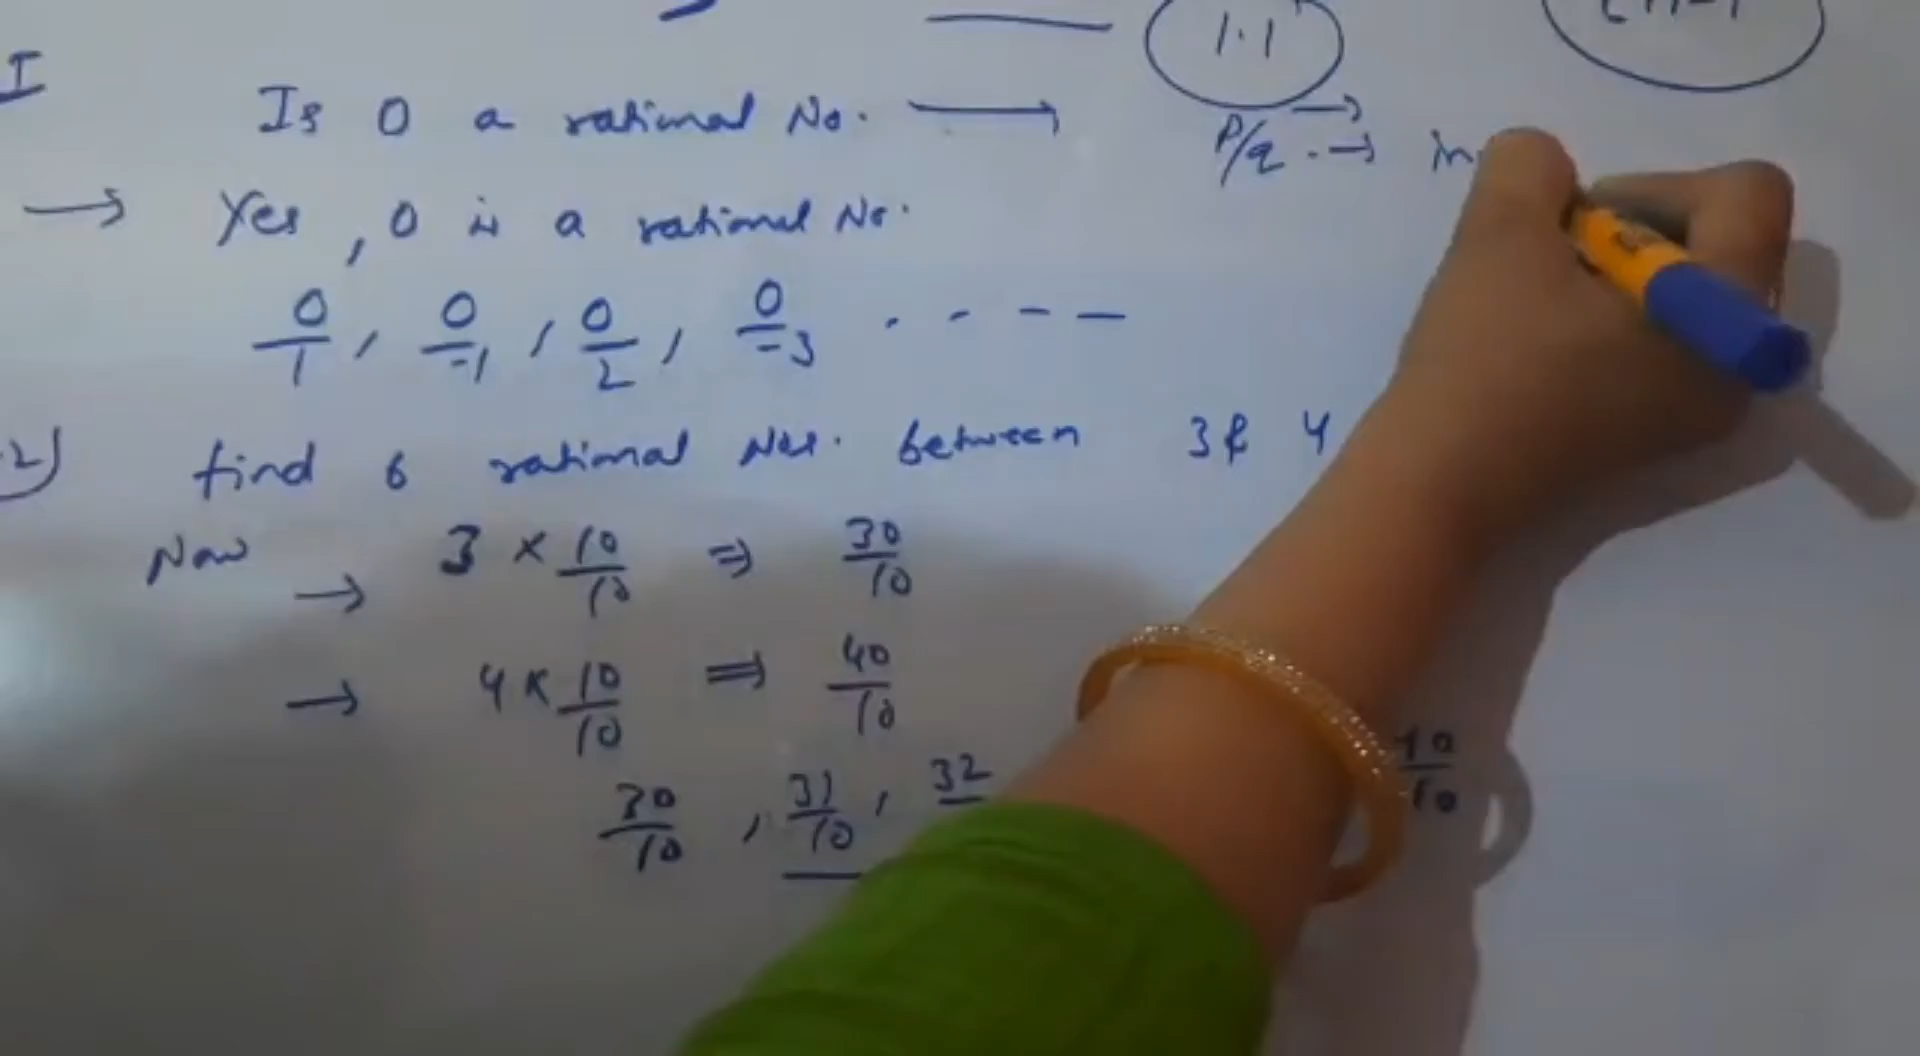 1.1
I Is 0 a rational No. →
p/q . →
→ Yes, 0 is a rational No.
0/1, 0/-1, 0/2, 0/-3 . - - -
2) find 6 rational Nos. between 3 & 4
Now → 3 × 10/10 ⇒ 30/10
→ 4 × 10/10 ⇒ 40/10
30/10, 31/10, 32 40/10